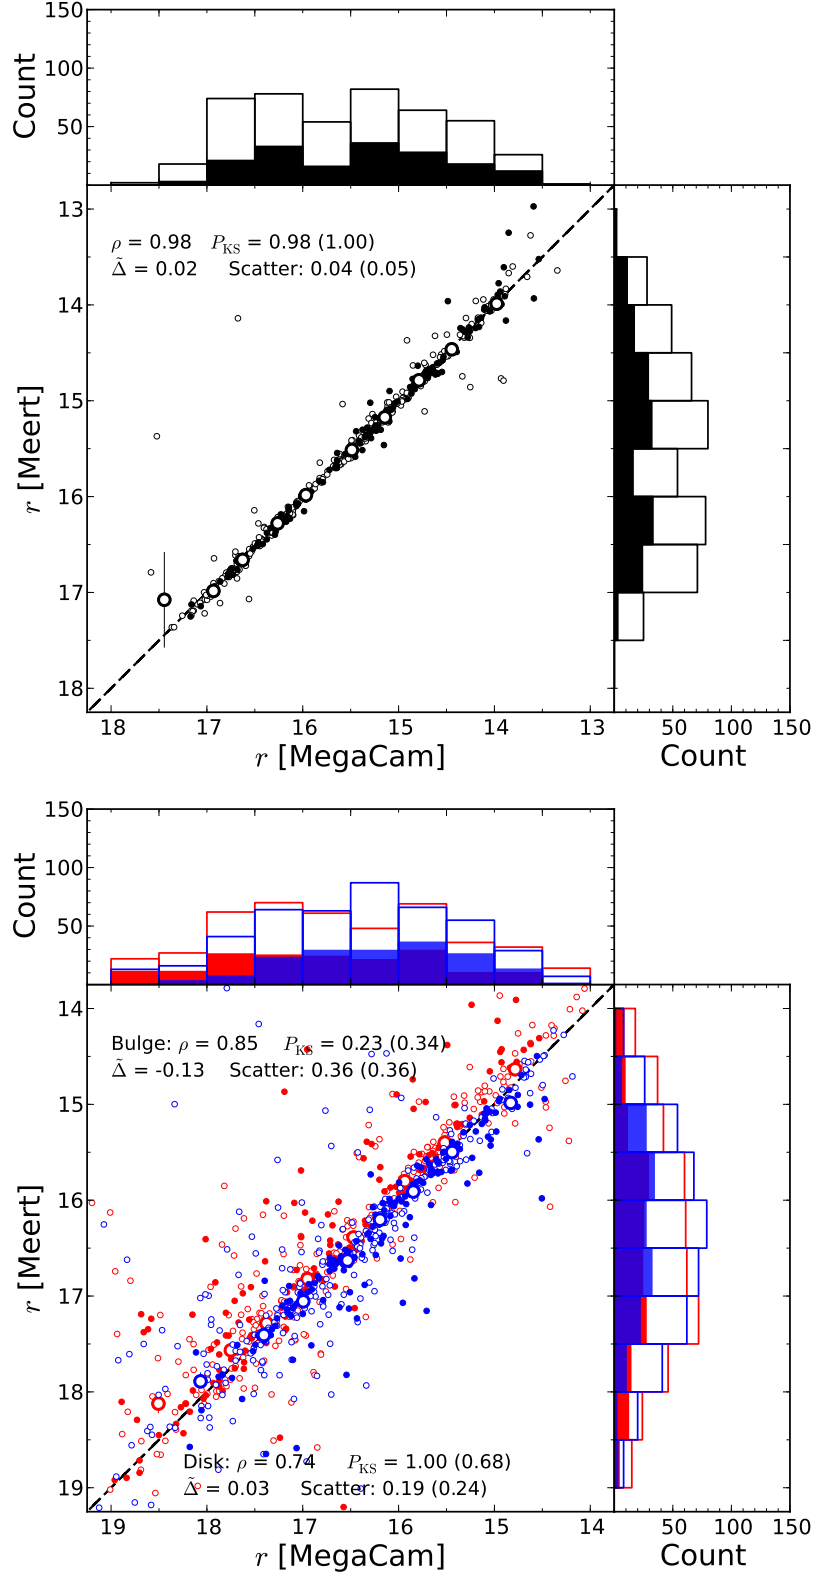 150
100
50
Count
13
14
15
16
17
18
r [Meert]
ρ = 0.98 P_KS = 0.98 (1.00)
Δ̃ = 0.02 Scatter: 0.04 (0.05)
18 17 16 15 14 13
r [MegaCam]
50 100 150
Count
150
100
50
Count
14
15
16
17
18
19
r [Meert]
Bulge: ρ = 0.85 P_KS = 0.23 (0.34)
Δ̃ = -0.13 Scatter: 0.36 (0.36)
Disk: ρ = 0.74 P_KS = 1.00 (0.68)
Δ̃ = 0.03 Scatter: 0.19 (0.24)
19 18 17 16 15 14
r [MegaCam]
50 100 150
Count